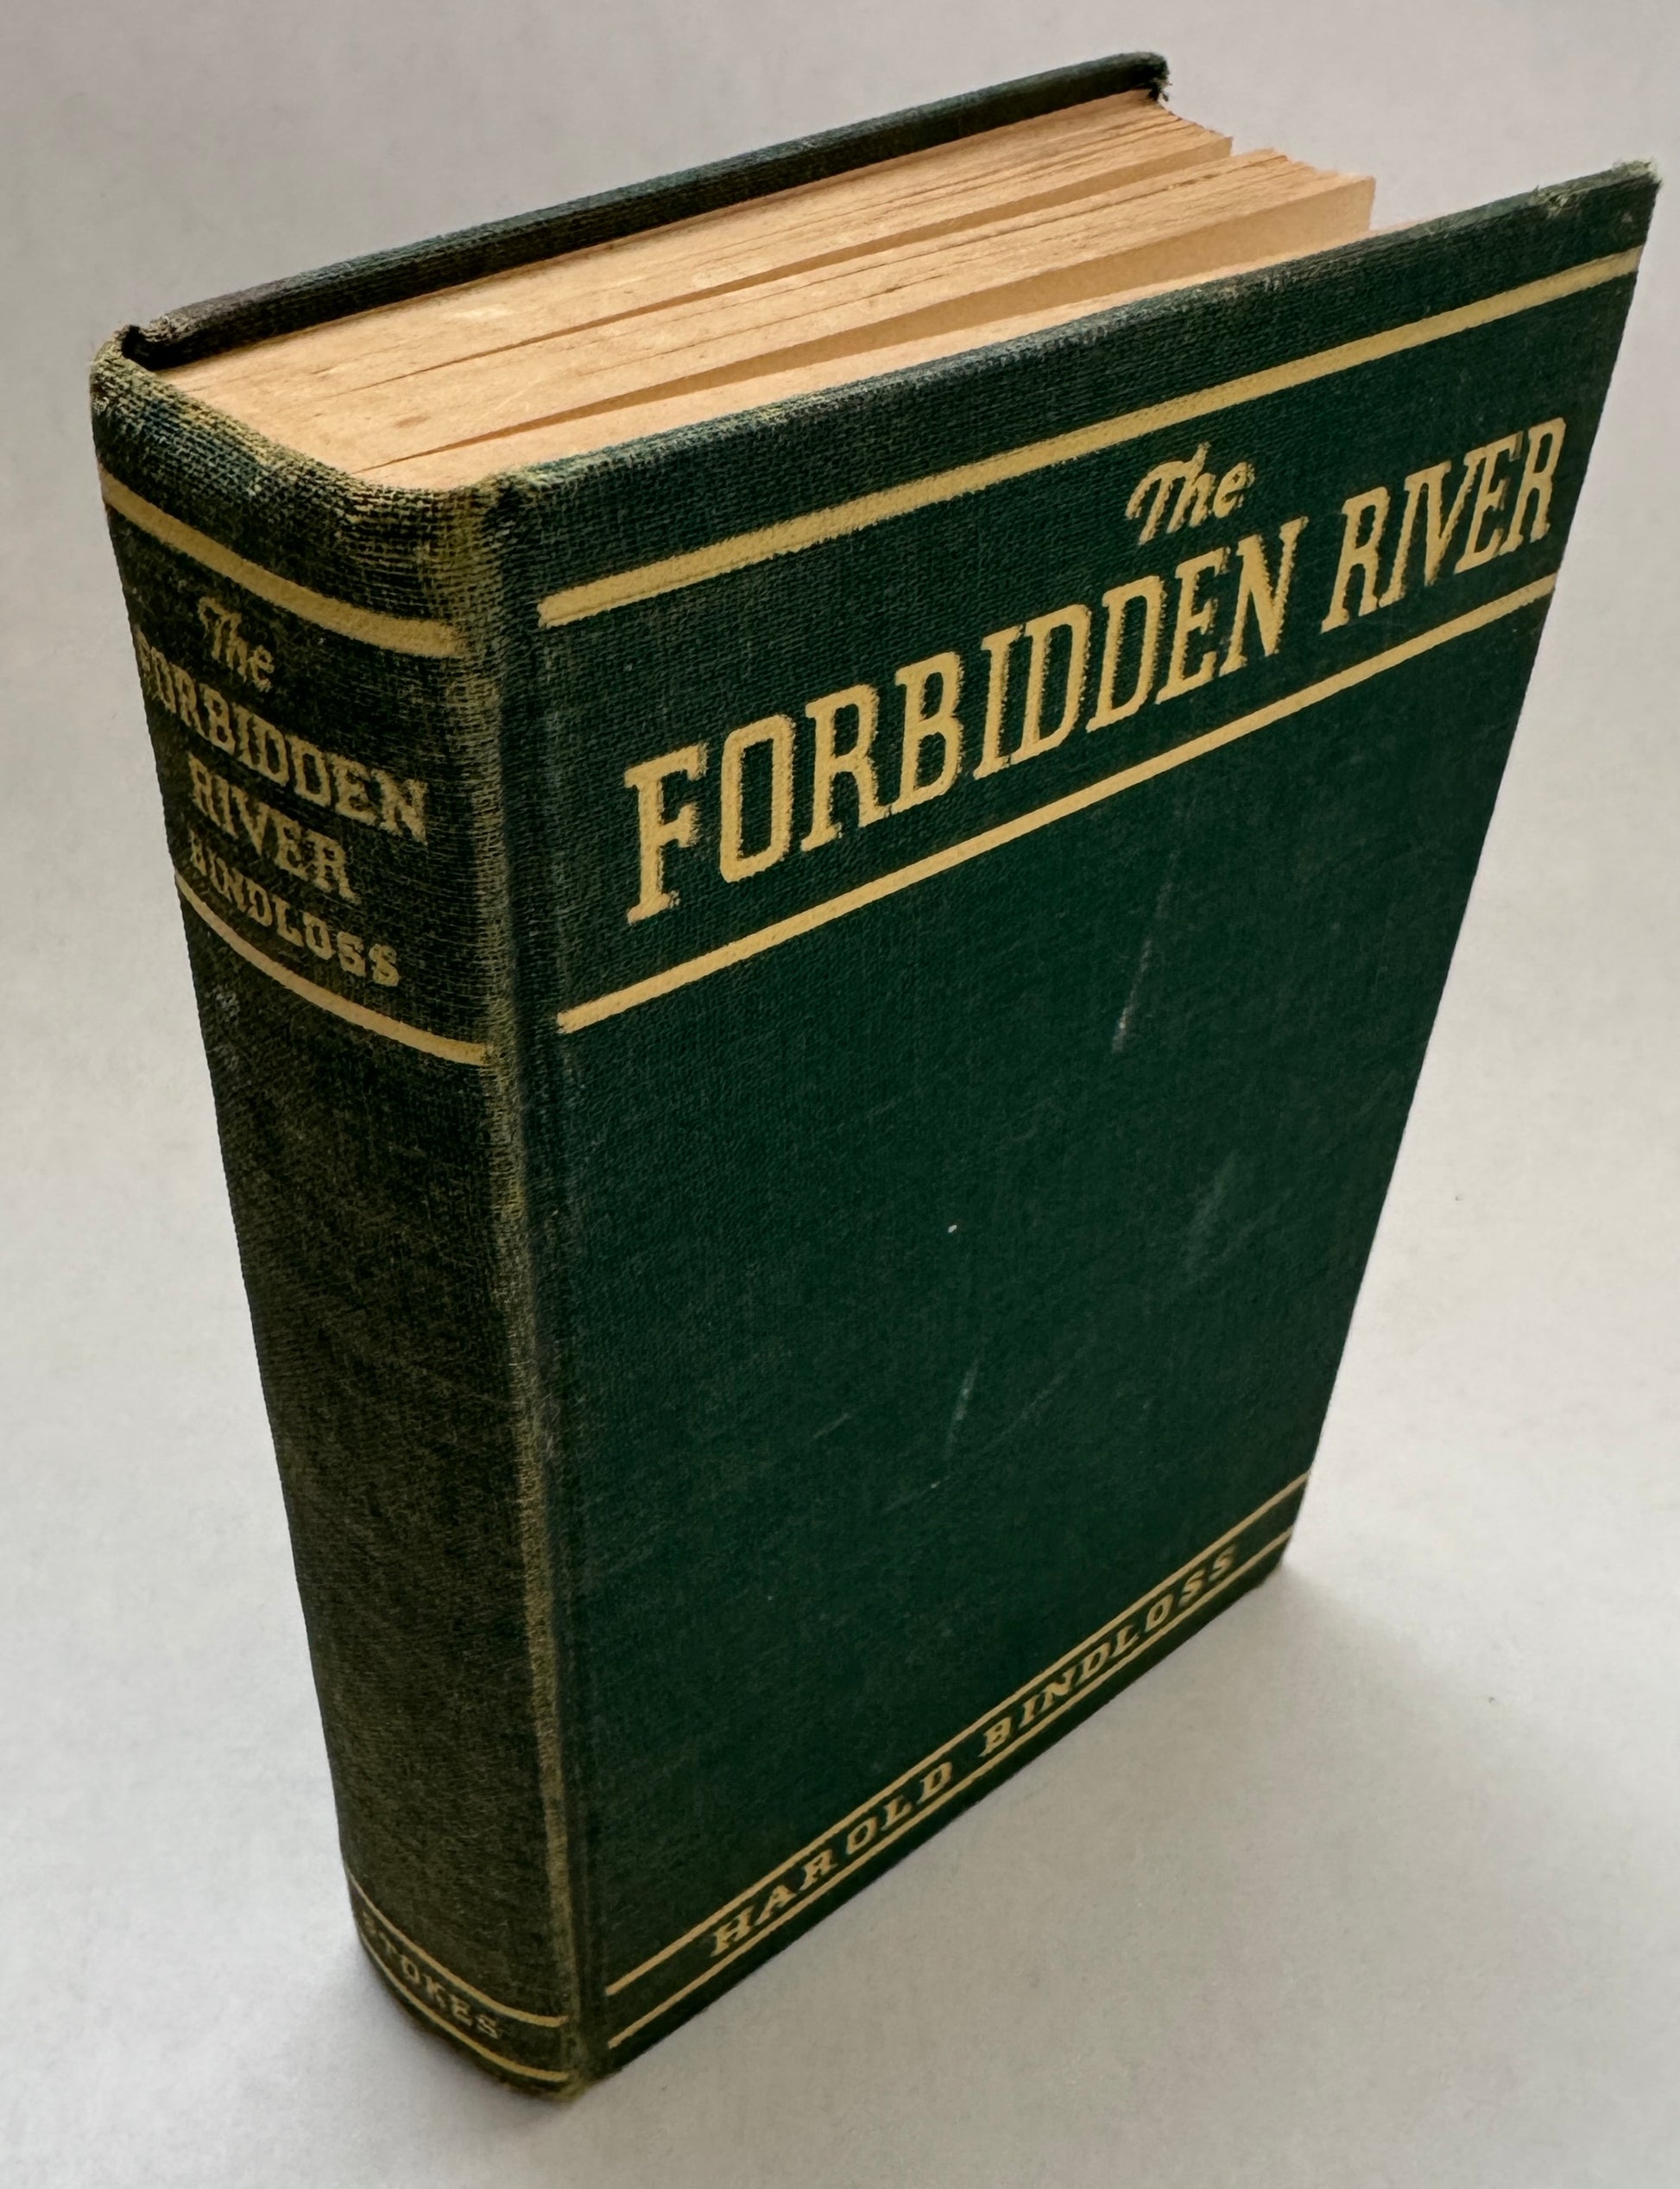 The
FORBIDDEN
RIVER
BINDLOSS
STOKES
The
FORBIDDEN RIVER
HAROLD BINDLOSS